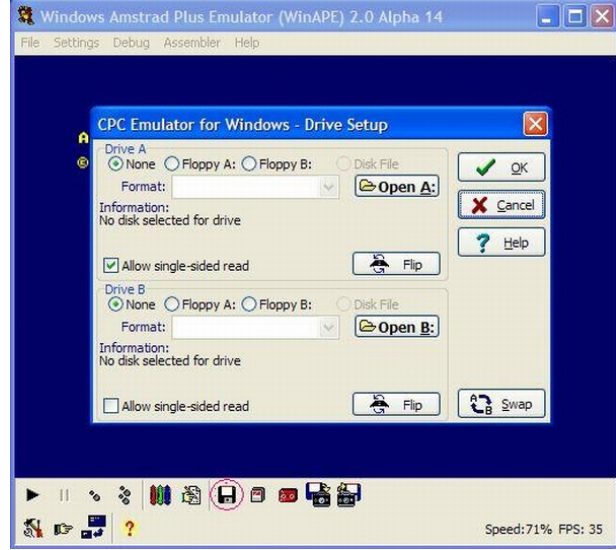 Windows Amstrad Plus Emulator (WinAPE) 2.0 Alpha 14
File Settings Debug Assembler Help
A
©
CPC Emulator for Windows - Drive Setup
Drive A
None Floppy A: Floppy B: Disk File
Format: Open A:
Information:
No disk selected for drive
Allow single-sided read Flip
Drive B
None Floppy A: Floppy B: Disk File
Format: Open B:
Information:
No disk selected for drive
Allow single-sided read Flip
OK
Cancel
? Help
A B Swap
?
Speed:71% FPS: 35